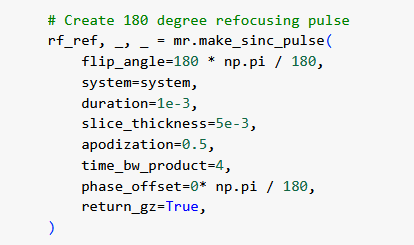 # Create 180 degree refocusing pulse
rf_ref, _, _ = mr.make_sinc_pulse(
    flip_angle=180 * np.pi / 180,
    system=system,
    duration=1e-3,
    slice_thickness=5e-3,
    apodization=0.5,
    time_bw_product=4,
    phase_offset=0* np.pi / 180,
    return_gz=True,
)